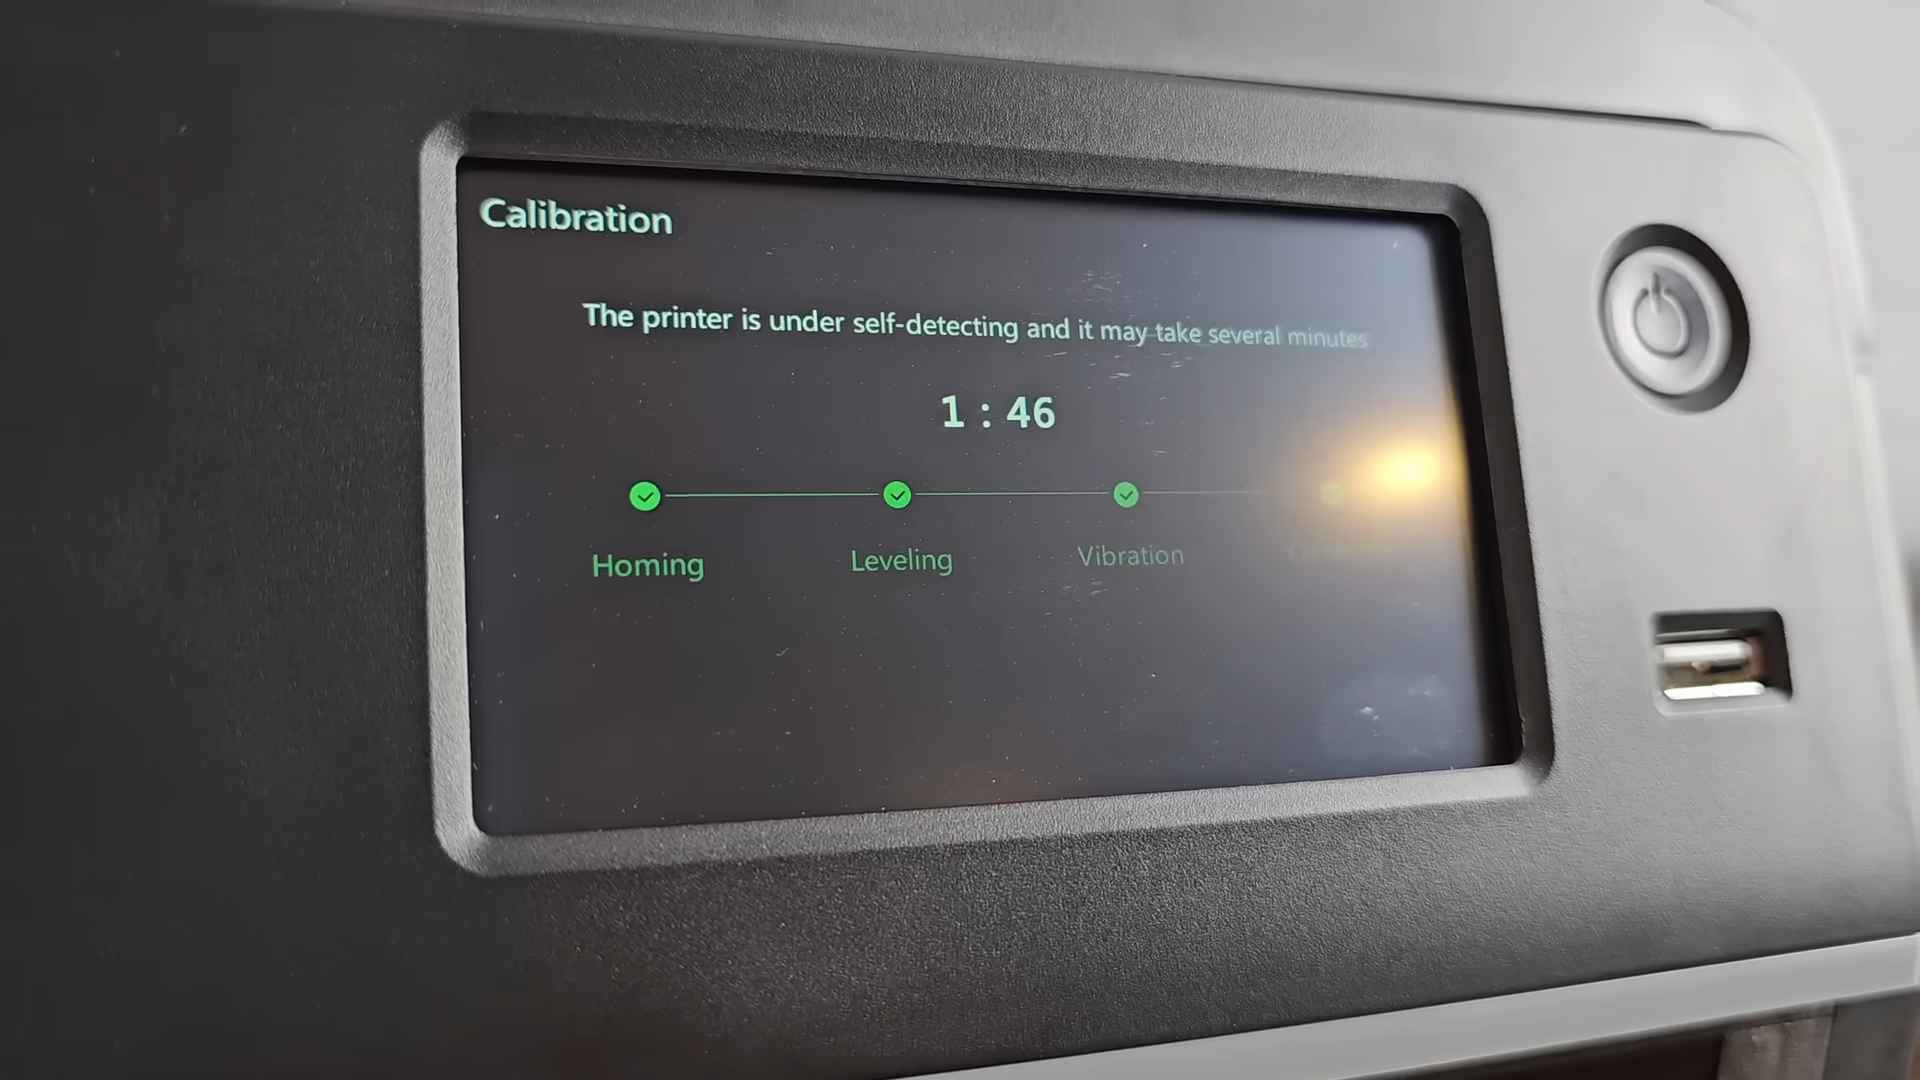 Calibration
The printer is under self-detecting and it may take several minutes
1 : 46
Homing
Leveling
Vibration